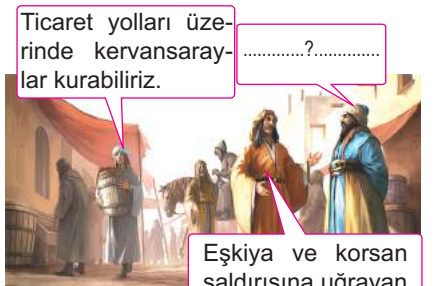 Ticaret yolları üze-
rinde kervansaray-
lar kurabiliriz.
.............?.............
Eşkiya ve korsan
saldırısına uğrayan